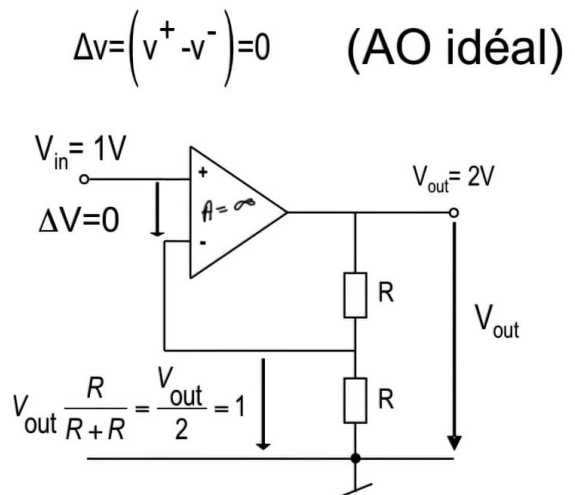 Δv=(v⁺ -v⁻)=0 (AO idéal)
V_in= 1V
+
V_out= 2V
A=∞
ΔV=0
-
R
V_out
V_out R/(R+R) = V_out/2 = 1
R